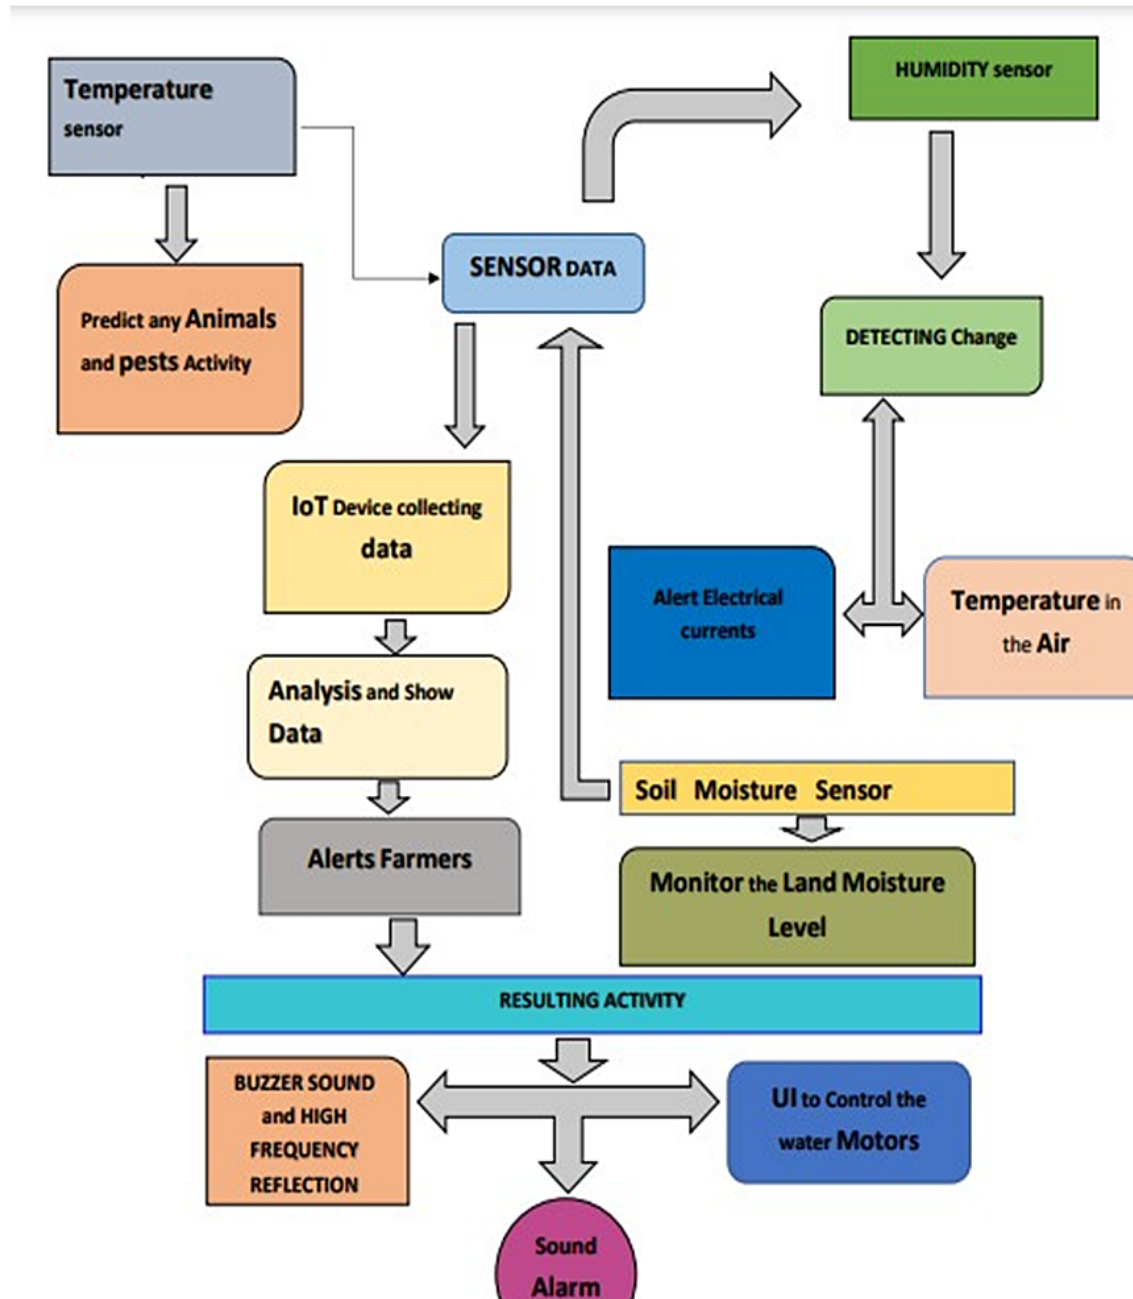 Temperature
sensor
HUMIDITY sensor
SENSOR DATA
Predict any Animals
and pests Activity
DETECTING Change
IoT Device collecting
data
Alert Electrical
currents
Temperature in
the Air
Analysis and Show
Data
Soil Moisture Sensor
Alerts Farmers
Monitor the Land Moisture
Level
RESULTING ACTIVITY
BUZZER SOUND
and HIGH
FREQUENCY
REFLECTION
UI to Control the
water Motors
Sound
Alarm